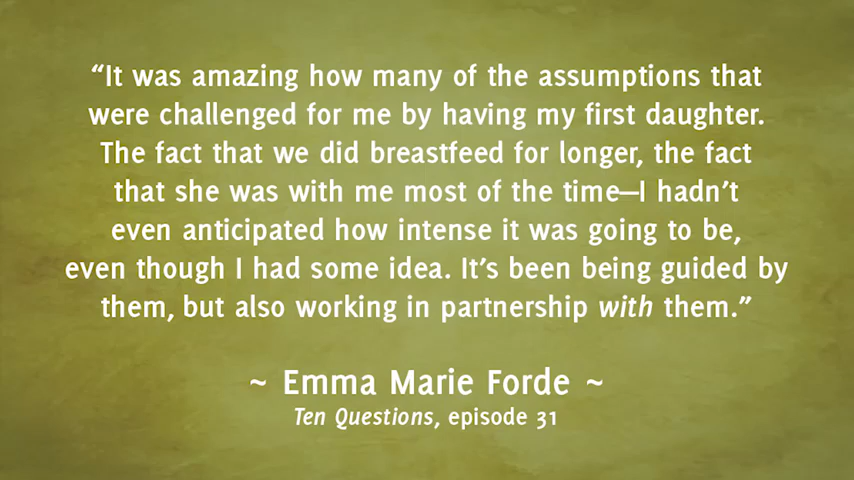 “It was amazing how many of the assumptions that
were challenged for me by having my first daughter.
The fact that we did breastfeed for longer, the fact
that she was with me most of the time—I hadn’t
even anticipated how intense it was going to be,
even though I had some idea. It’s been being guided by
them, but also working in partnership with them.”
~ Emma Marie Forde ~
Ten Questions, episode 31